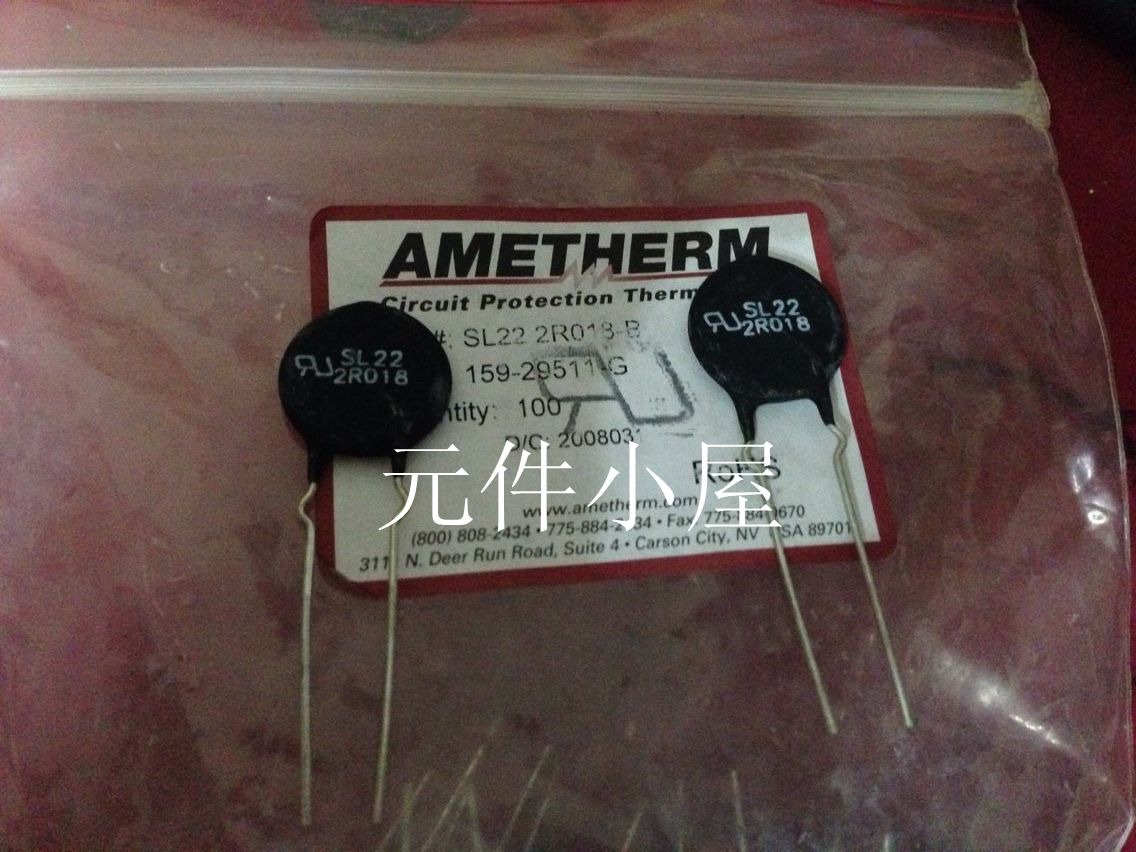 AMETHERM
Circuit Protection
#: SL22 2R018-B
159-29511-G
100
D/C: 2008031
RoHS
www.ametherm.com
(800) 808-2434 • 775-884-2434 • Fax 775-884-0670
N. Deer Run Road, Suite 4 • Carson City, NV USA 89701
SL22
2R018
SL22
2R018
元件小屋